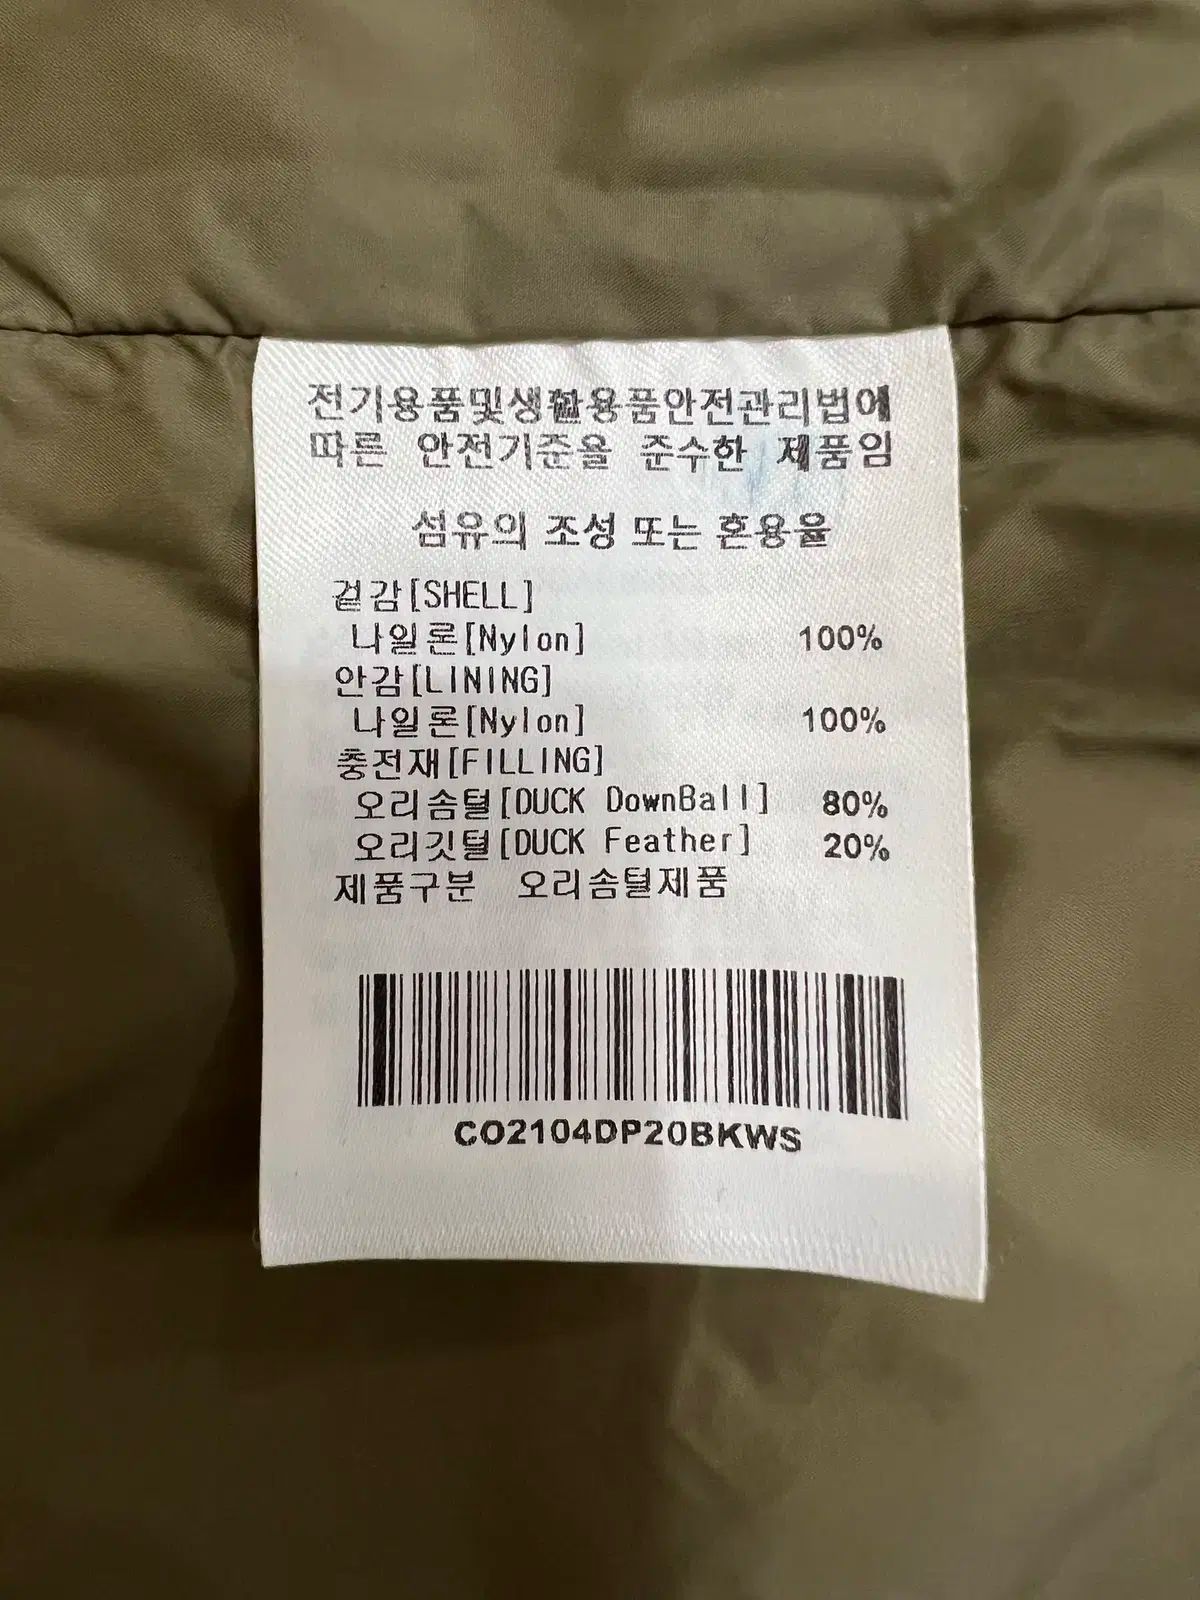 전기용품및생활용품안전관리법에
따른 안전기준을 준수한 제품임
섬유의 조성 또는 혼용율
겉감[SHELL]
나일론[Nylon] 100%
안감[LINING]
나일론[Nylon] 100%
충전재[FILLING]
오리솜털[DUCK DownBall] 80%
오리깃털[DUCK Feather] 20%
제품구분 오리솜털제품
CO2104DP20BKWS